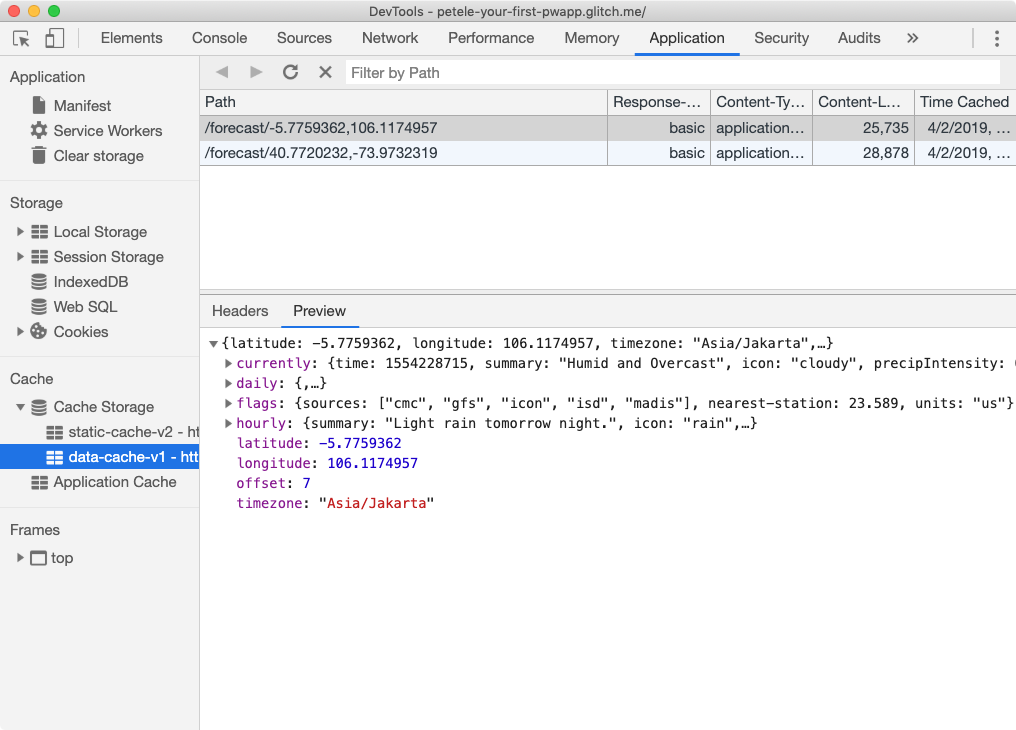 DevTools - petele-your-first-pwapp.glitch.me/
Elements Console Sources Network Performance Memory Application Security Audits »
Application
Manifest
Service Workers
Clear storage
Storage
Local Storage
Session Storage
IndexedDB
Web SQL
Cookies
Cache
Cache Storage
static-cache-v2 - ht
data-cache-v1 - htt
Application Cache
Frames
top
Filter by Path
Path Response-... Content-Ty... Content-L... Time Cached
/forecast/-5.7759362,106.1174957 basic application... 25,735 4/2/2019, ...
/forecast/40.7720232,-73.9732319 basic application... 28,878 4/2/2019, ...
Headers Preview
{latitude: -5.7759362, longitude: 106.1174957, timezone: "Asia/Jakarta",…}
currently: {time: 1554228715, summary: "Humid and Overcast", icon: "cloudy", precipIntensity:
daily: {,…}
flags: {sources: ["cmc", "gfs", "icon", "isd", "madis"], nearest-station: 23.589, units: "us"}
hourly: {summary: "Light rain tomorrow night.", icon: "rain",…}
latitude: -5.7759362
longitude: 106.1174957
offset: 7
timezone: "Asia/Jakarta"